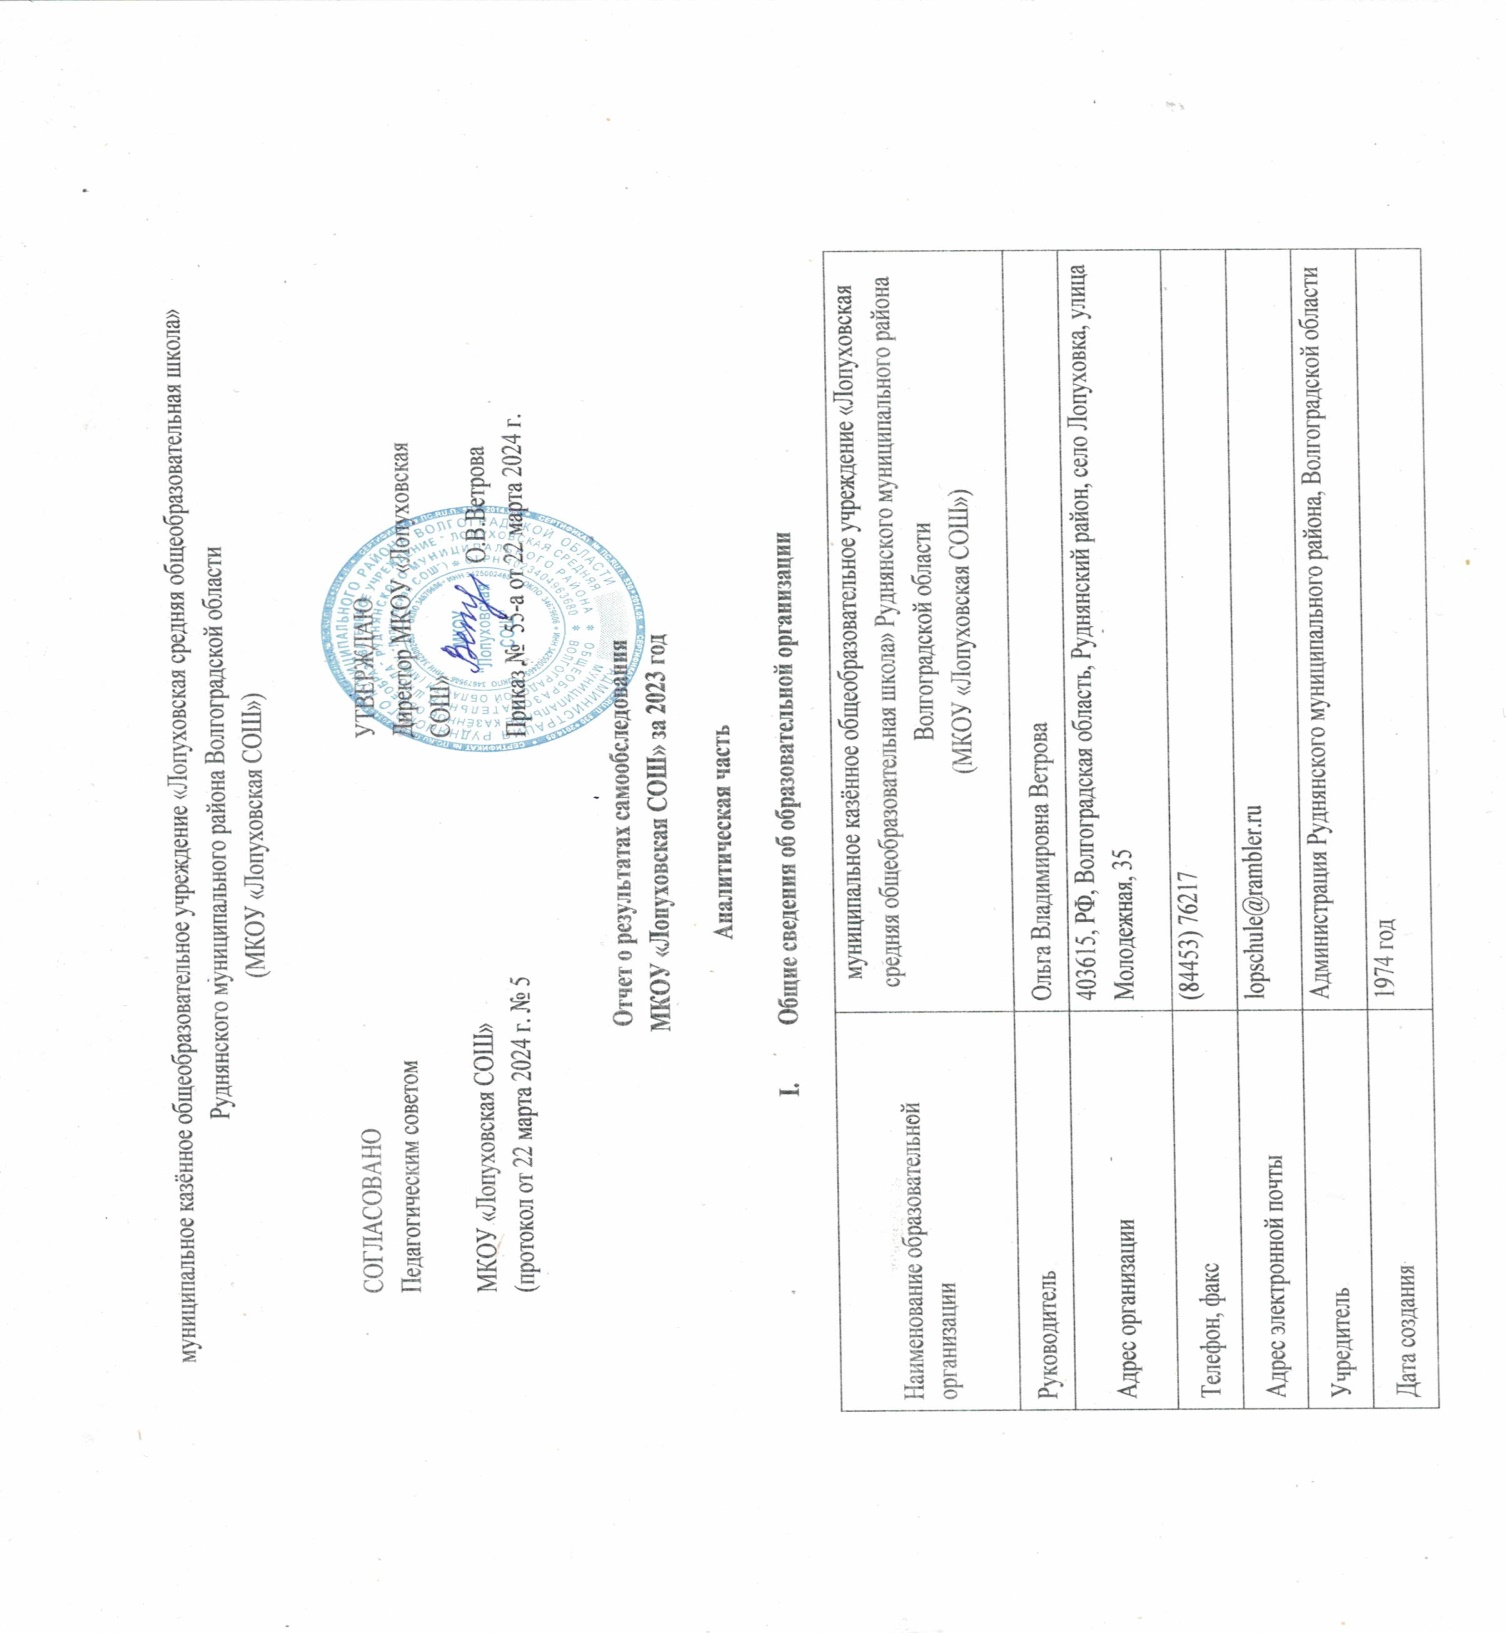 муниципальное казённое общеобразовательное учреждение «Лопуховская средняя общеобразовательная школа»
Руднянского муниципального района Волгоградской области
(МКОУ «Лопуховская СОШ»)
СОГЛАСОВАНО
Педагогическим советом
МКОУ «Лопуховская СОШ»
(протокол от 22 марта 2024 г. № 5
УТВЕРЖДАЮ
Директор МКОУ «Лопуховская
СОШ»
О.В.Ветрова
Приказ № 55-а от 22 марта 2024 г.
МКОУ
Лопуховская
СОШ
Отчет о результатах самообследования
МКОУ «Лопуховская СОШ» за 2023 год
Аналитическая часть
I. Общие сведения об образовательной организации
Наименование образовательной
организации
муниципальное казённое общеобразовательное учреждение «Лопуховская
средняя общеобразовательная школа» Руднянского муниципального района
Волгоградской области
(МКОУ «Лопуховская СОШ»)
Руководитель
Ольга Владимировна Ветрова
Адрес организации
403615, РФ, Волгоградская область, Руднянский район, село Лопуховка, улица
Молодежная, 35
Телефон, факс
(84453) 76217
Адрес электронной почты
lopschule@rambler.ru
Учредитель
Администрация Руднянского муниципального района, Волгоградской области
Дата создания
1974 год